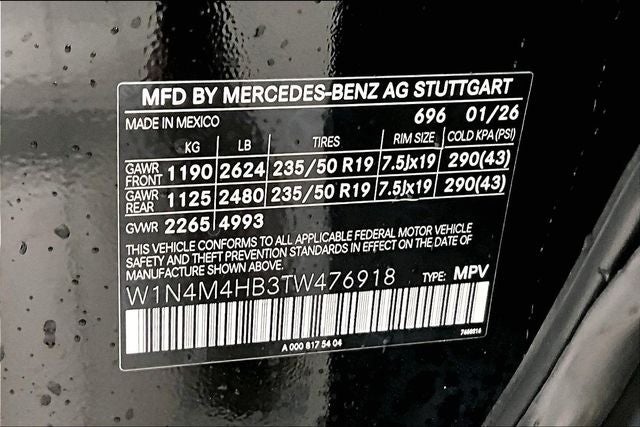 MFD BY MERCEDES-BENZ AG STUTTGART
MADE IN MEXICO 696 01/26
KG LB TIRES RIM SIZE COLD KPA(PSI)
GAWR FRONT 1190 2624 235/50 R19 7.5Jx19 290(43)
GAWR REAR 1125 2480 235/50 R19 7.5Jx19 290(43)
GVWR 2265 4993
THIS VEHICLE CONFORMS TO ALL APPLICABLE FEDERAL MOTOR VEHICLE
SAFETY AND THEFT PREVENTION STANDARDS IN EFFECT ON THE DATE OF
MANUFACTURE SHOWN ABOVE.
W1N4M4HB3TW476918 TYPE: MPV
A 000 817 54 04